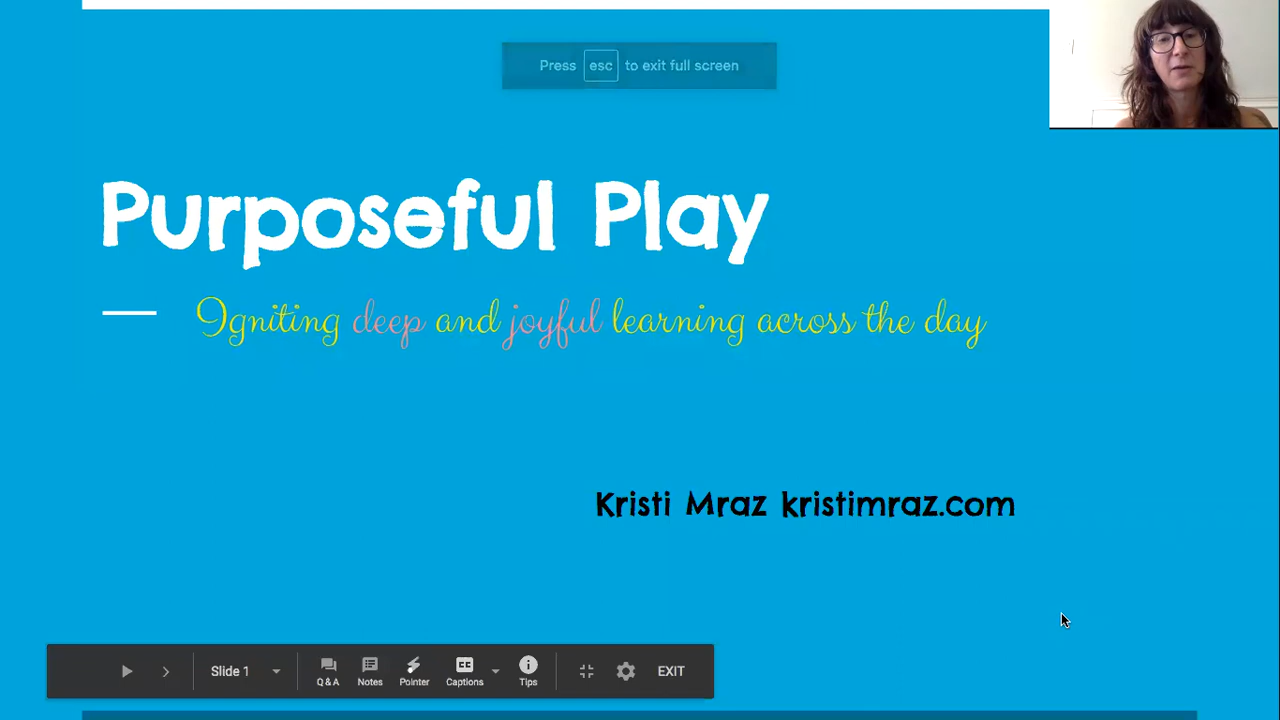 Press esc to exit full screen
Purposeful Play
Igniting deep and joyful learning across the day
Kristi Mraz kristimraz.com
Slide 1
Q & A Notes Pointer CC Captions Tips EXIT